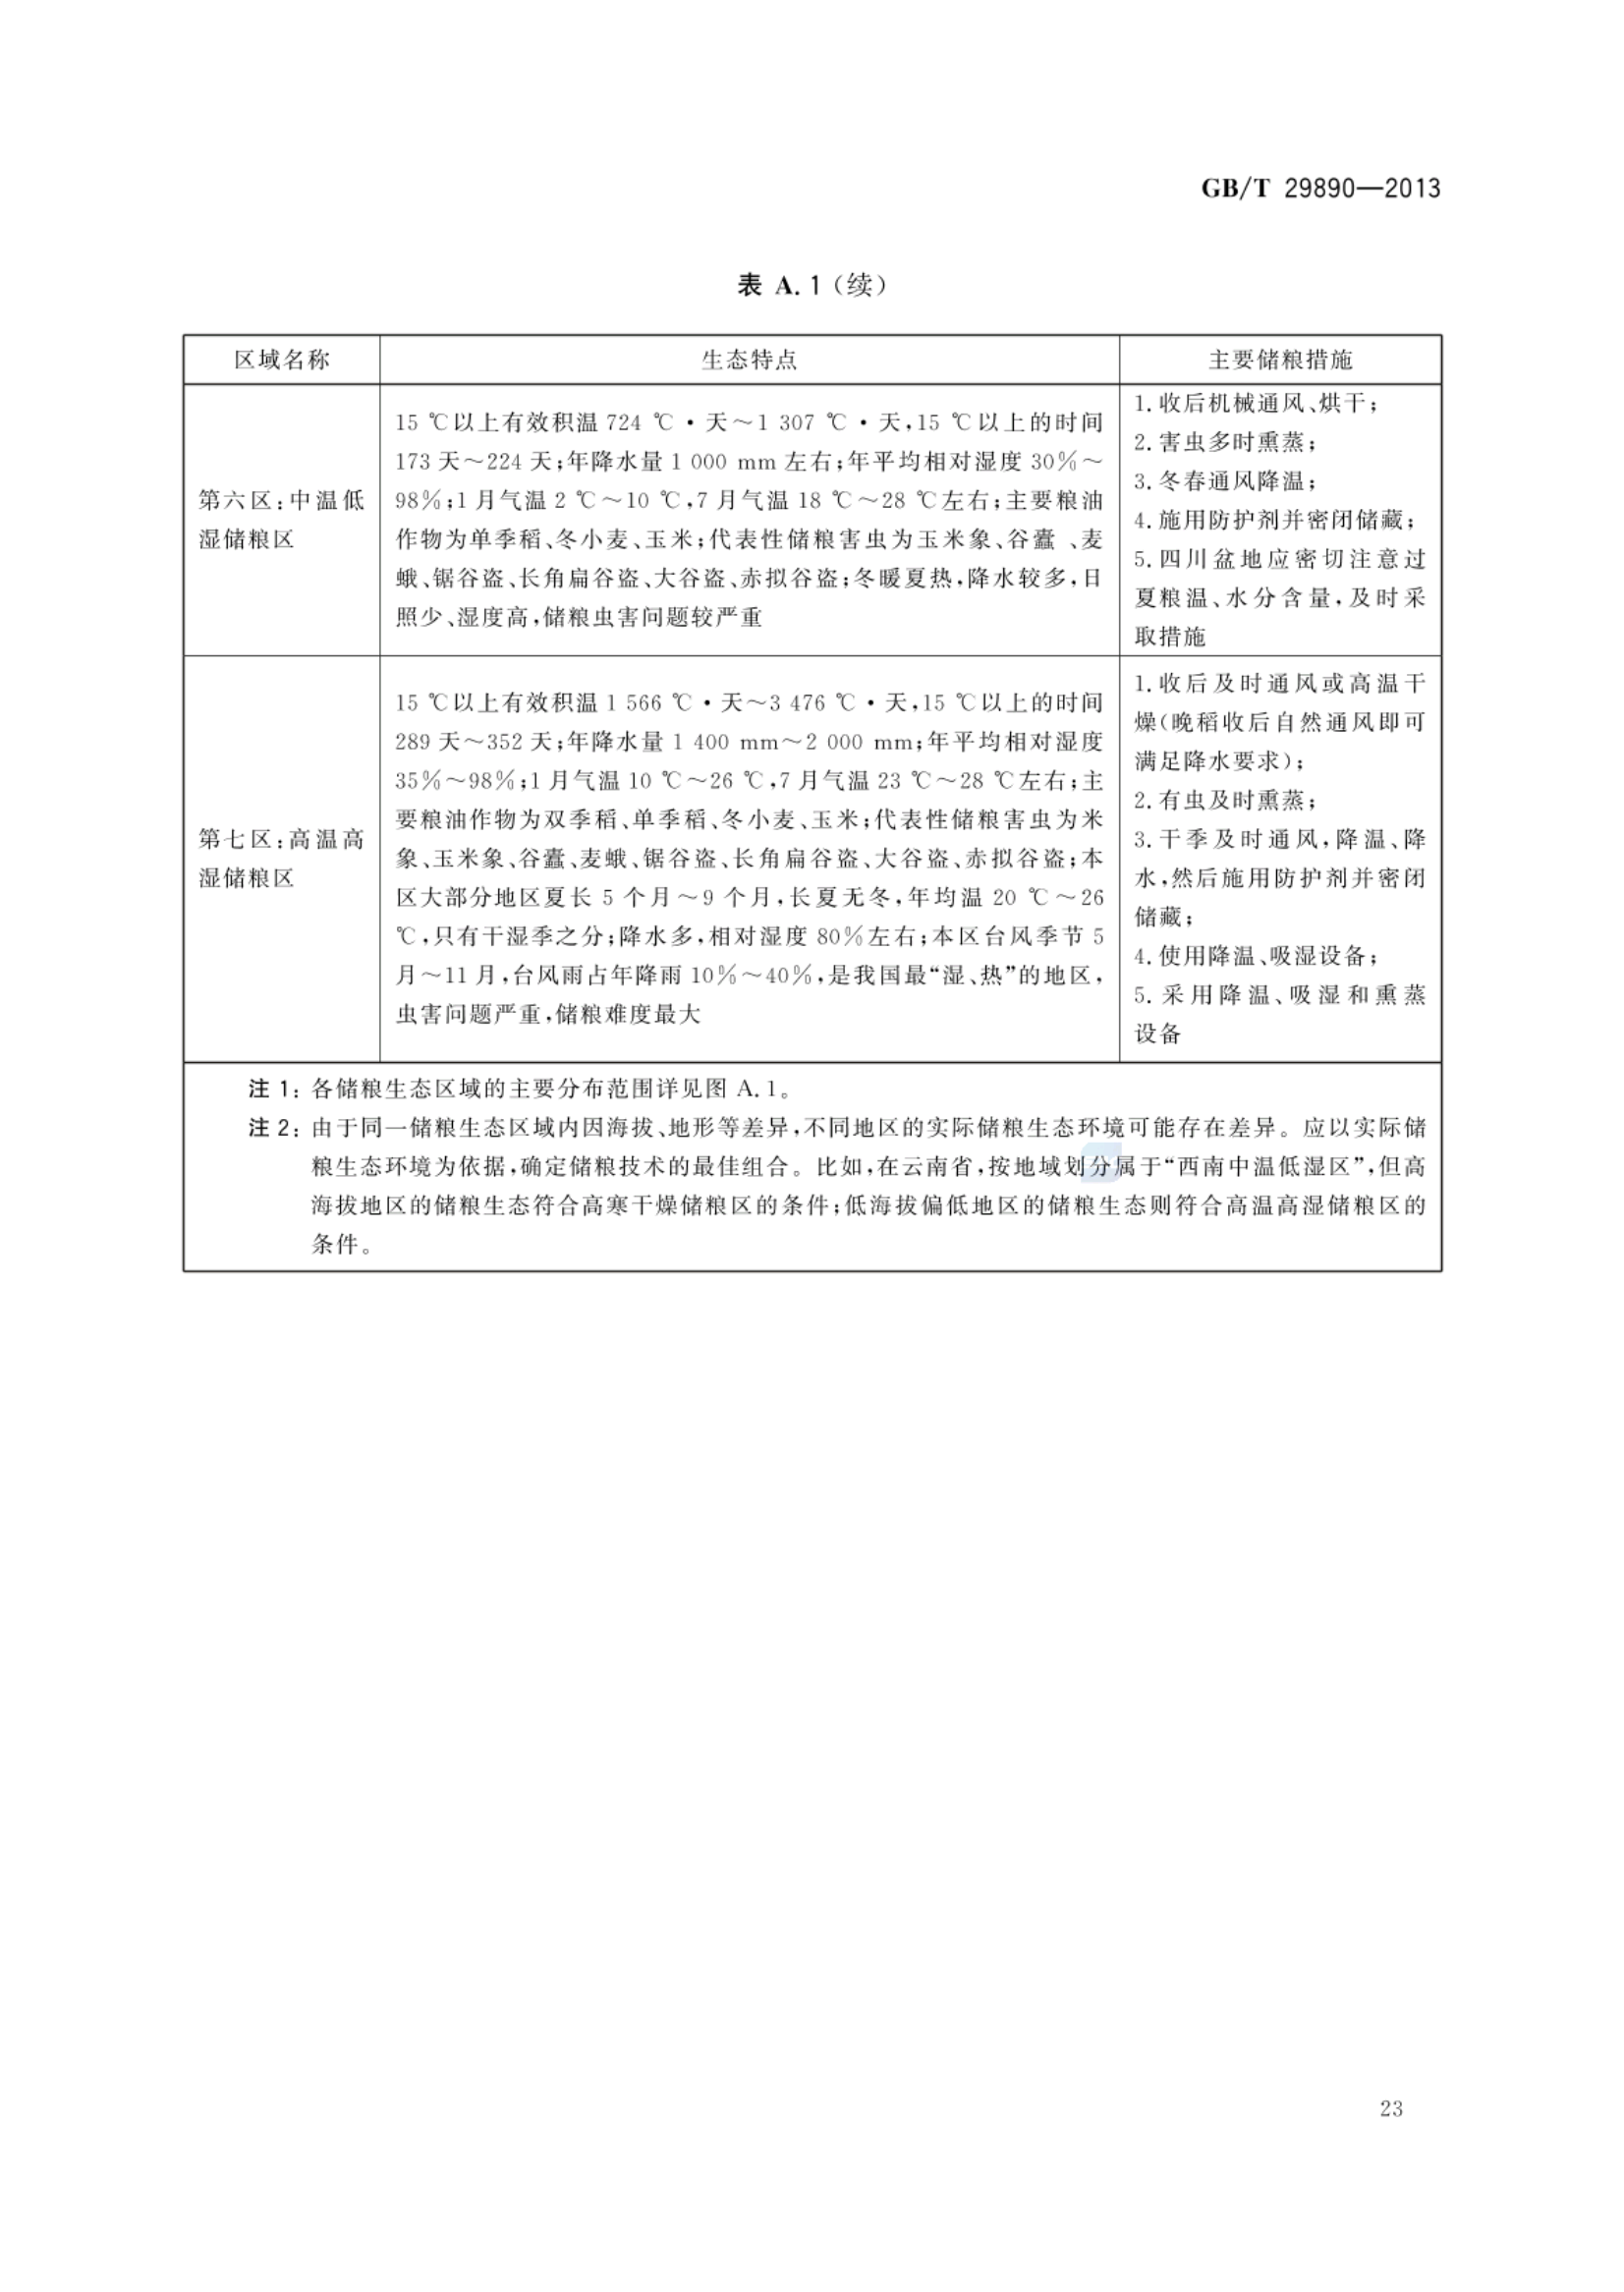 GB/T 29890—2013
表 A.1(续)
区域名称
生态特点
主要储粮措施
第六区:中温低
湿储粮区
15 ℃以上有效积温 724 ℃·天～1 307 ℃·天,15 ℃以上的时间
173 天～224 天;年降水量 1 000 mm 左右;年平均相对湿度 30%～
98%;1 月气温 2 ℃～10 ℃,7 月气温 18 ℃～28 ℃左右;主要粮油
作物为单季稻、冬小麦、玉米;代表性储粮害虫为玉米象、谷蠹 、麦
蛾、锯谷盗、长角扁谷盗、大谷盗、赤拟谷盗;冬暖夏热,降水较多,日
照少、湿度高,储粮虫害问题较严重
1.收后机械通风、烘干;
2.害虫多时熏蒸;
3.冬春通风降温;
4.施用防护剂并密闭储藏;
5.四川盆地应密切注意过
夏粮温、水分含量,及时采
取措施
第七区:高温高
湿储粮区
15 ℃以上有效积温 1 566 ℃·天～3 476 ℃·天,15 ℃以上的时间
289 天～352 天;年降水量 1 400 mm～2 000 mm;年平均相对湿度
35%～98%;1 月气温 10 ℃～26 ℃,7 月气温 23 ℃～28 ℃左右;主
要粮油作物为双季稻、单季稻、冬小麦、玉米;代表性储粮害虫为米
象、玉米象、谷蠹、麦蛾、锯谷盗、长角扁谷盗、大谷盗、赤拟谷盗;本
区大部分地区夏长 5 个月～9 个月,长夏无冬,年均温 20 ℃～26
℃,只有干湿季之分;降水多,相对湿度 80%左右;本区台风季节 5
月～11 月,台风雨占年降雨 10%～40%,是我国最“湿、热”的地区,
虫害问题严重,储粮难度最大
1.收后及时通风或高温干
燥(晚稻收后自然通风即可
满足降水要求);
2.有虫及时熏蒸;
3.干季及时通风,降温、降
水,然后施用防护剂并密闭
储藏;
4.使用降温、吸湿设备;
5.采用降温、吸湿和熏蒸
设备
注 1: 各储粮生态区域的主要分布范围详见图 A.1。
注 2: 由于同一储粮生态区域内因海拔、地形等差异,不同地区的实际储粮生态环境可能存在差异。应以实际储
粮生态环境为依据,确定储粮技术的最佳组合。比如,在云南省,按地域划分属于“西南中温低湿区”,但高
海拔地区的储粮生态符合高寒干燥储粮区的条件;低海拔偏低地区的储粮生态则符合高温高湿储粮区的
条件。
23